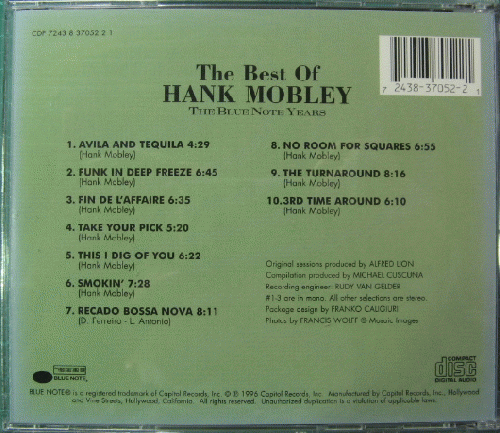 CDP 7243 8 37052 2 1
The Best Of
HANK MOBLEY
THE BLUE NOTE YEARS
7 2438-37052-2 1
1. AVILA AND TEQUILA 4:29
(Hank Mobley)
2. FUNK IN DEEP FREEZE 6:45
(Hank Mobley)
3. FIN DE L'AFFAIRE 6:35
(Hank Mobley)
4. TAKE YOUR PICK 5:20
(Hank Mobley)
5. THIS I DIG OF YOU 6:22
(Hank Mobley)
6. SMOKIN' 7:28
(Hank Mobley)
7. RECADO BOSSA NOVA 8:11
(D. Ferreira - L. Antonio)
8. NO ROOM FOR SQUARES 6:55
(Hank Mobley)
9. THE TURNAROUND 8:16
(Hank Mobley)
10.3RD TIME AROUND 6:10
(Hank Mobley)
Original sessions produced by ALFRED LION
Compilation produced by MICHAEL CUSCUNA
Recording engineer: RUDY VAN GELDER
#1-3 are in mono. All other selections are stereo.
Package design by FRANKO CALIGIURI
Photos by FRANCIS WOLFF © Mosaic Images
BLUE NOTE
COMPACT
disc
DIGITAL AUDIO
BLUE NOTE® is a registered trademark of Capitol Records, Inc. © ℗ 1996 Capitol Records, Inc. Manufactured by Capitol Records, Inc., Hollywood
and Vine Streets, Hollywood, California. All rights reserved. Unauthorized duplication is a violation of applicable laws.